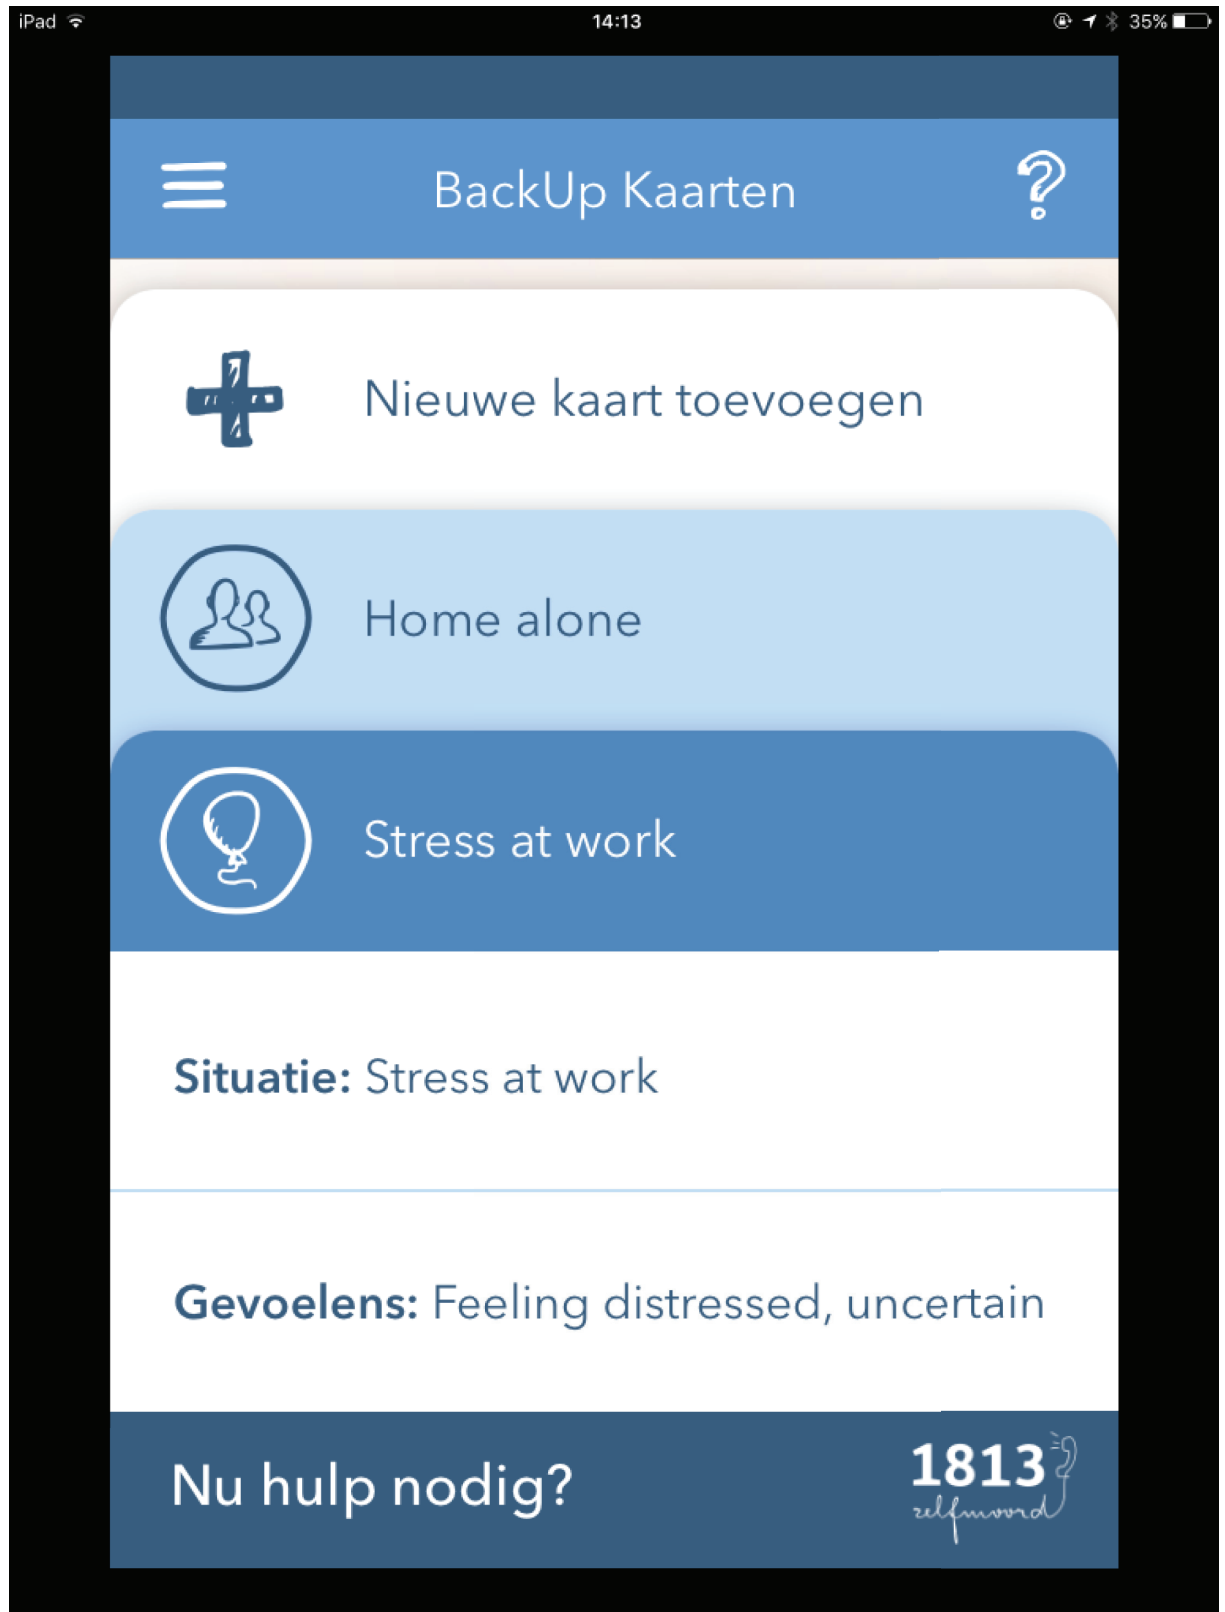 iPad
14:13
35%
BackUp Kaarten
Nieuwe kaart toevoegen
Home alone
Stress at work
Situatie: Stress at work
Gevoelens: Feeling distressed, uncertain
Nu hulp nodig?
1813
zelfmoord